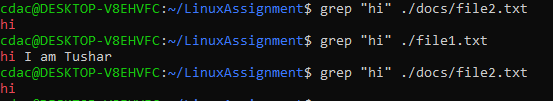 cdac@DESKTOP-V8EHVFC:~/LinuxAssignment$ grep "hi" ./docs/file2.txt
hi
cdac@DESKTOP-V8EHVFC:~/LinuxAssignment$ grep "hi" ./file1.txt
hi I am Tushar
cdac@DESKTOP-V8EHVFC:~/LinuxAssignment$ grep "hi" ./docs/file2.txt
hi